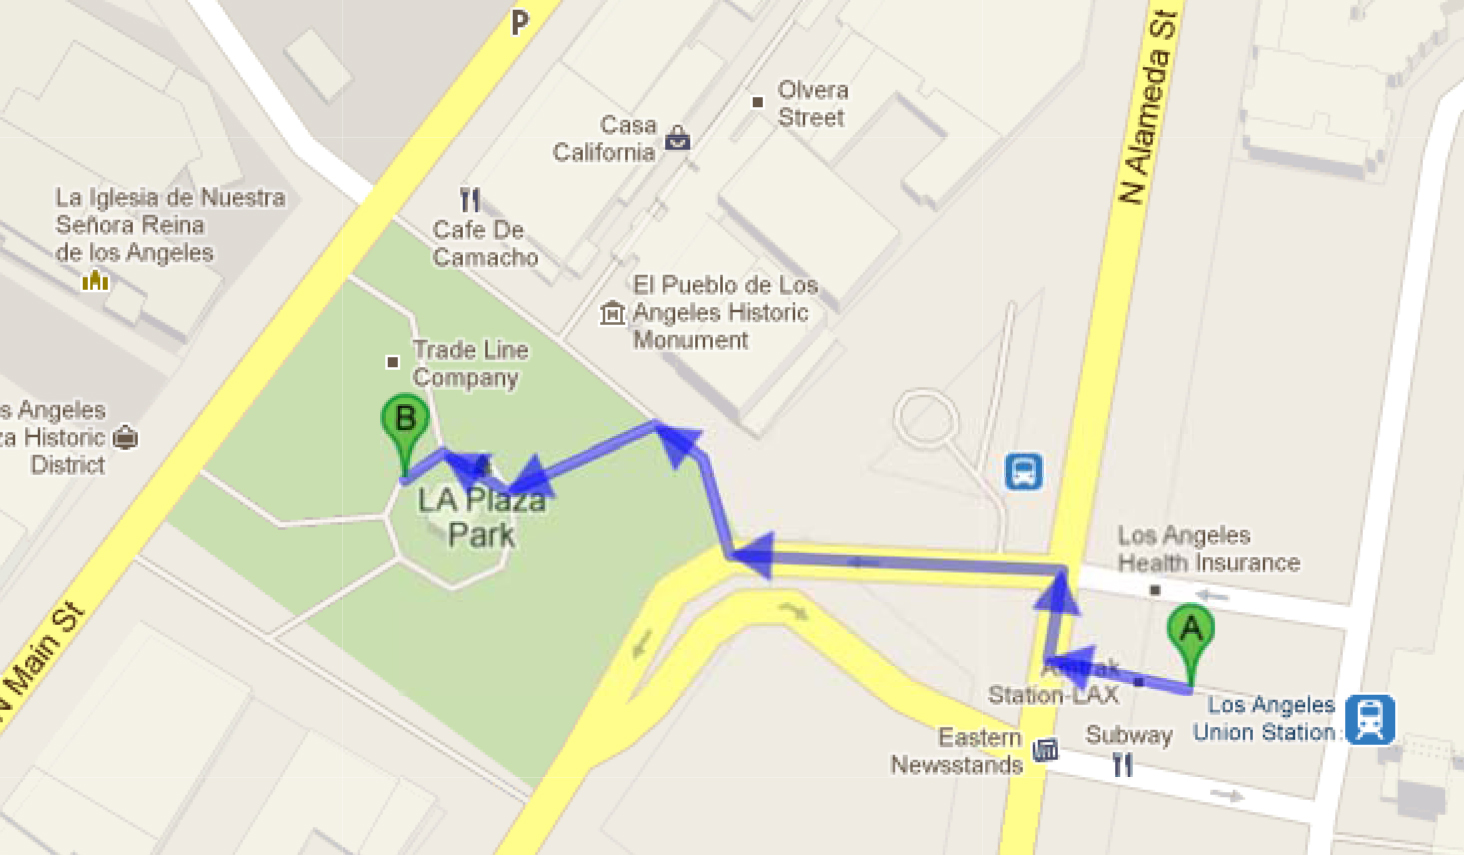 P
N Alameda St
Olvera
Street
Casa
California
La Iglesia de Nuestra
Señora Reina
de los Angeles
Cafe De
Camacho
El Pueblo de Los
Angeles Historic
Monument
Trade Line
Company
s Angeles
za Historic
District
B
LA Plaza
Park
Los Angeles
Health Insurance
A
Amtrak
Station-LAX
Los Angeles
Union Station
N Main St
Eastern
Newsstands
Subway